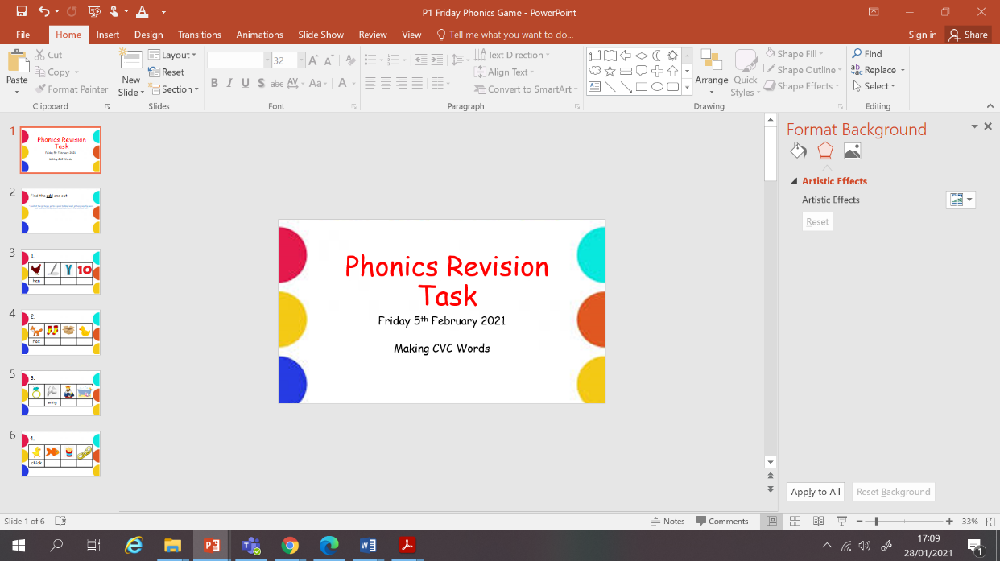 P1 Friday Phonics Game - PowerPoint
File Home Insert Design Transitions Animations Slide Show Review View Tell me what you want to do... Sign in Share
Paste
Cut
Copy
Format Painter
Clipboard
New Slide
Layout
Reset
Section
Slides
32
B I U S abc AV Aa A
Font
Text Direction
Align Text
Convert to SmartArt
Paragraph
Arrange
Quick Styles
Shape Fill
Shape Outline
Shape Effects
Drawing
Find
Replace
Select
Editing
1
Phonics Revision
Task
Friday 5th February 2021
Making CVC Words
2
Find the odd one out.
3
1.
10
hen
4
2.
Fox
5
3.
wing
6
4.
chick
Phonics Revision
Task
Friday 5th February 2021
Making CVC Words
Format Background
Artistic Effects
Artistic Effects
Reset
Apply to All
Reset Background
Slide 1 of 6
Notes
Comments
33%
17:09
28/01/2021
1